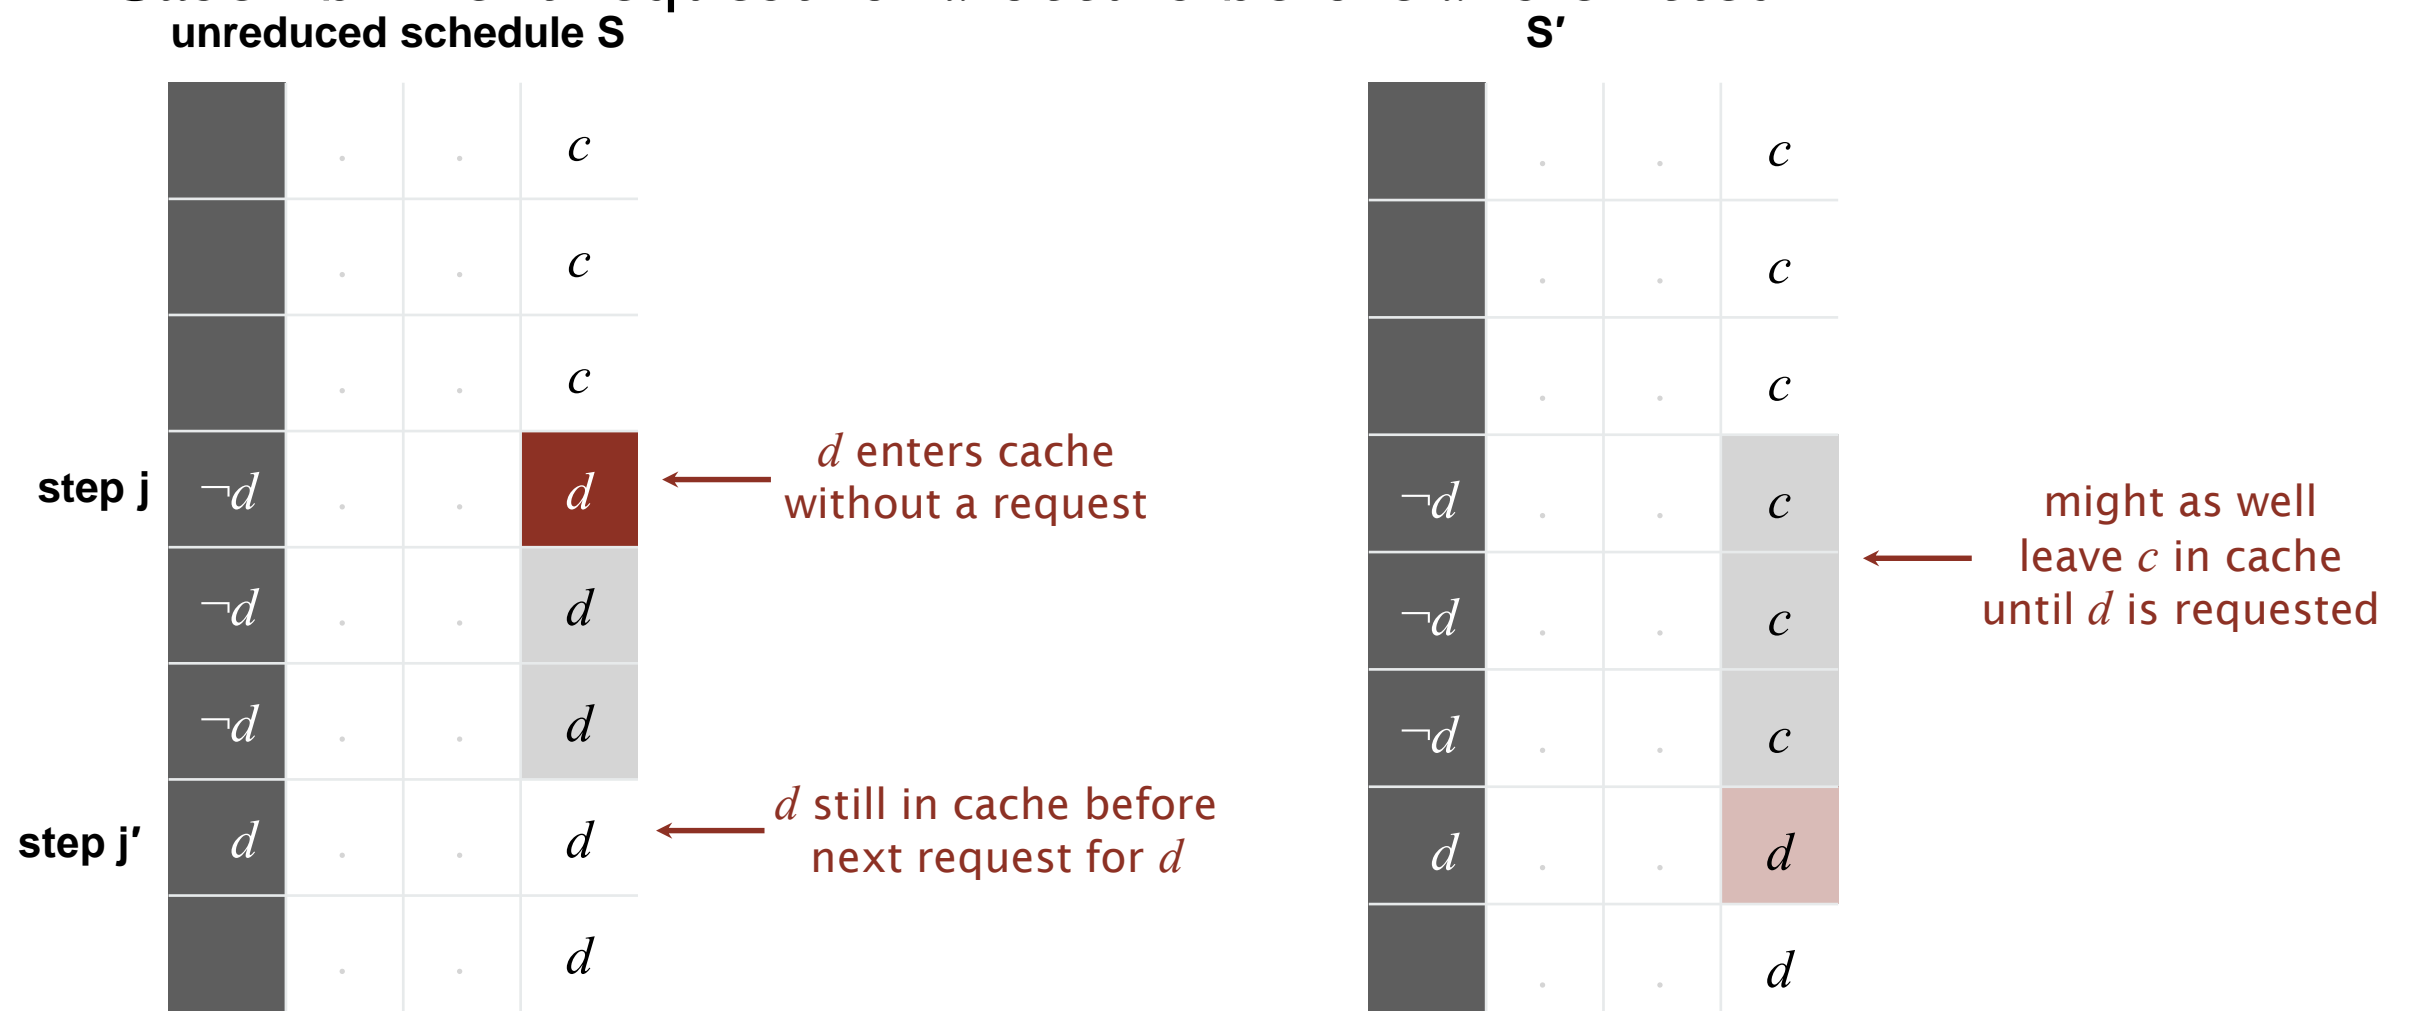 unreduced schedule S
S′
. . c
. . c
. . c
step j ¬d . . d
¬d . . d
¬d . . d
step j′ d . . d
. . d
d enters cache
without a request
d still in cache before
next request for d
. . c
. . c
. . c
¬d . . c
¬d . . c
¬d . . c
d . . d
. . d
might as well
leave c in cache
until d is requested